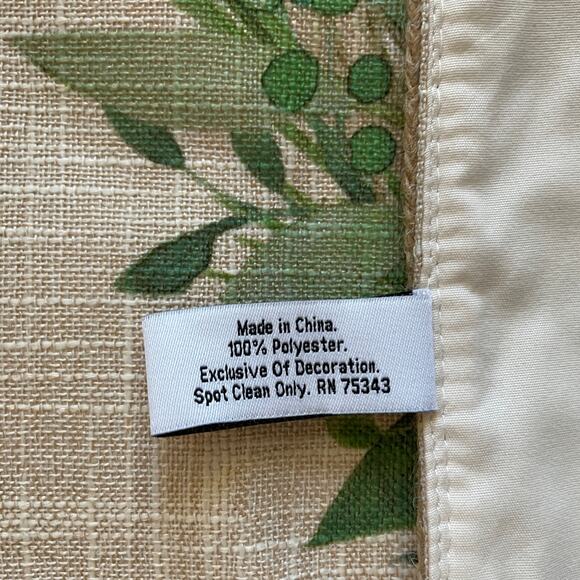 Made in China.
100% Polyester.
Exclusive Of Decoration.
Spot Clean Only. RN 75343